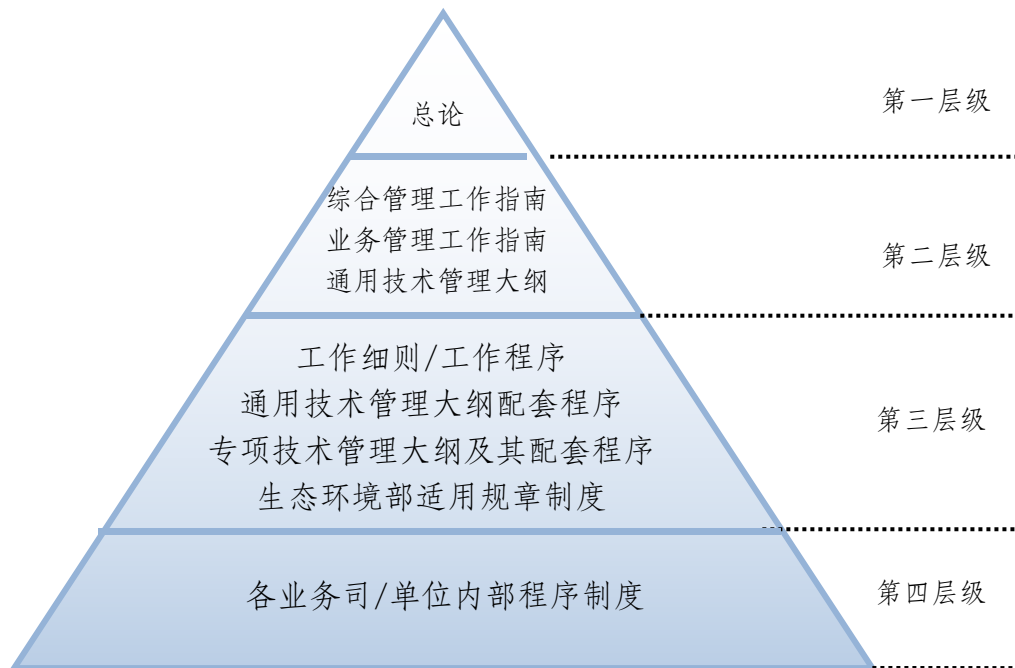 总论
第一层级
综合管理工作指南
业务管理工作指南
通用技术管理大纲
第二层级
工作细则/工作程序
通用技术管理大纲配套程序
专项技术管理大纲及其配套程序
生态环境部适用规章制度
第三层级
各业务司/单位内部程序制度
第四层级